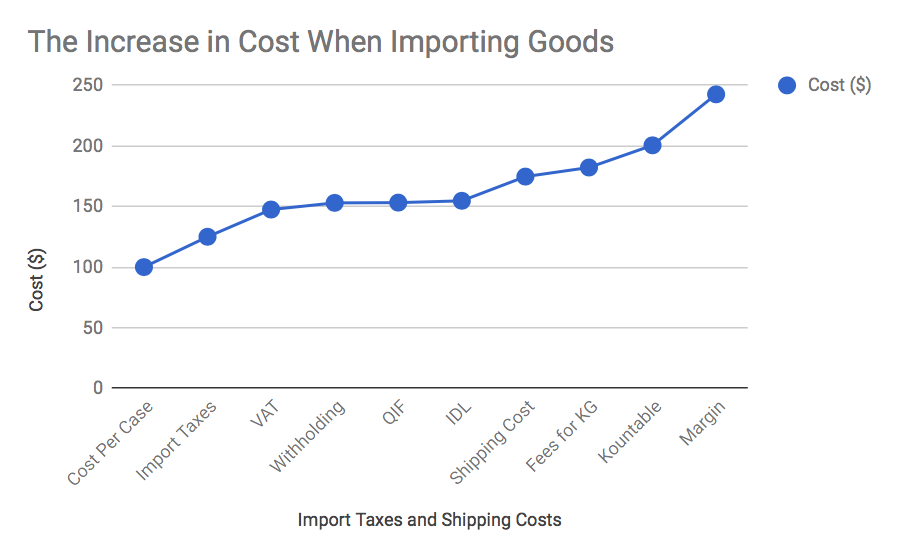 The Increase in Cost When Importing Goods
250
200
150
100
50
0
Cost ($)
Cost ($)
Cost Per Case
Import Taxes
VAT
Withholding
QIF
IDL
Shipping Cost
Fees for KG
Kountable
Margin
Import Taxes and Shipping Costs